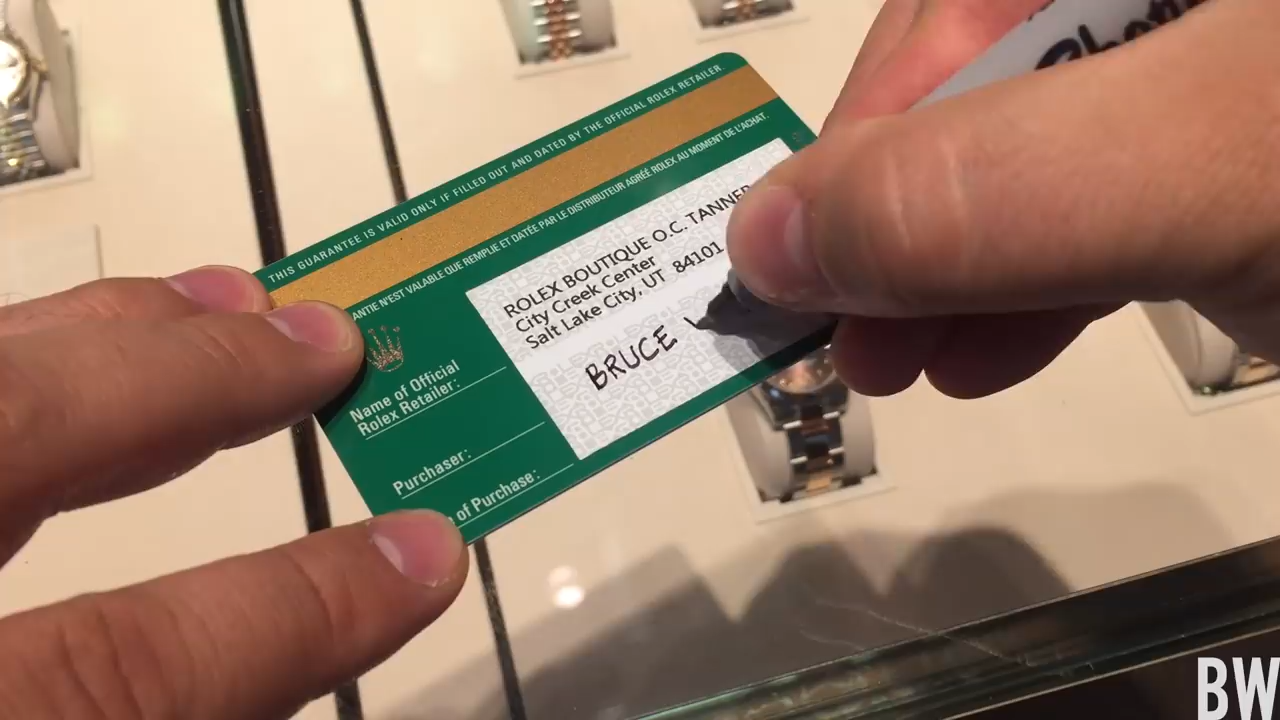 THIS GUARANTEE IS VALID ONLY IF FILLED OUT AND DATED BY THE OFFICIAL ROLEX RETAILER.
ANTIE N'EST VALABLE QUE REMPLIE ET DATÉE PAR LE DISTRIBUTEUR AGRÉÉ ROLEX AU MOMENT DE L'ACHAT.
ROLEX BOUTIQUE O.C. TANNER
City Creek Center
Salt Lake City, UT 84101
BRUCE
Name of Official
Rolex Retailer:
Purchaser:
of Purchase:
BW